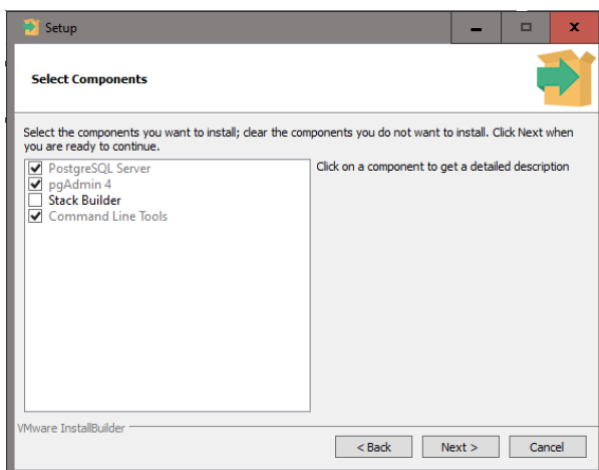 Setup
Select Components
Select the components you want to install; clear the components you do not want to install. Click Next when
you are ready to continue.
PostgreSQL Server
pgAdmin 4
Stack Builder
Command Line Tools
Click on a component to get a detailed description
VMware InstallBuilder
< Back
Next >
Cancel